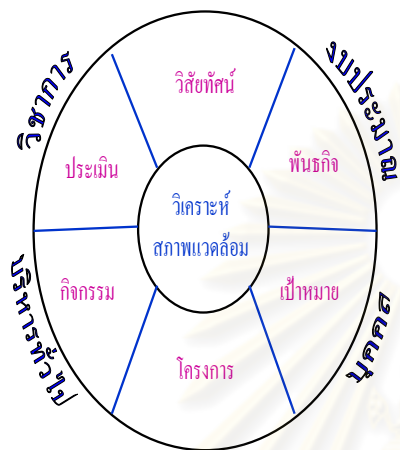 วิชาการ
งบประมาณ
วิสัยทัศน์
ประเมิน
พันธกิจ
วิเคราะห์
สภาพแวดล้อม
กิจกรรม
เป้าหมาย
โครงการ
บริหารทั่วไป
บุคคล